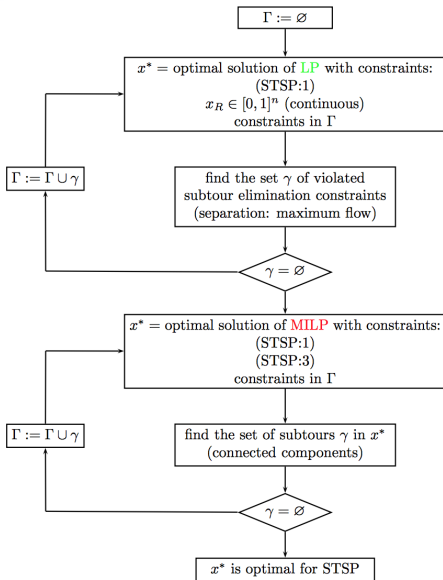 Γ := ∅
x* = optimal solution of LP with constraints:
(STSP:1)
x_R ∈ [0, 1]^n (continuous)
constraints in Γ
Γ := Γ ∪ γ
find the set γ of violated
subtour elimination constraints
(separation: maximum flow)
γ = ∅
x* = optimal solution of MILP with constraints:
(STSP:1)
(STSP:3)
constraints in Γ
Γ := Γ ∪ γ
find the set of subtours γ in x*
(connected components)
γ = ∅
x* is optimal for STSP